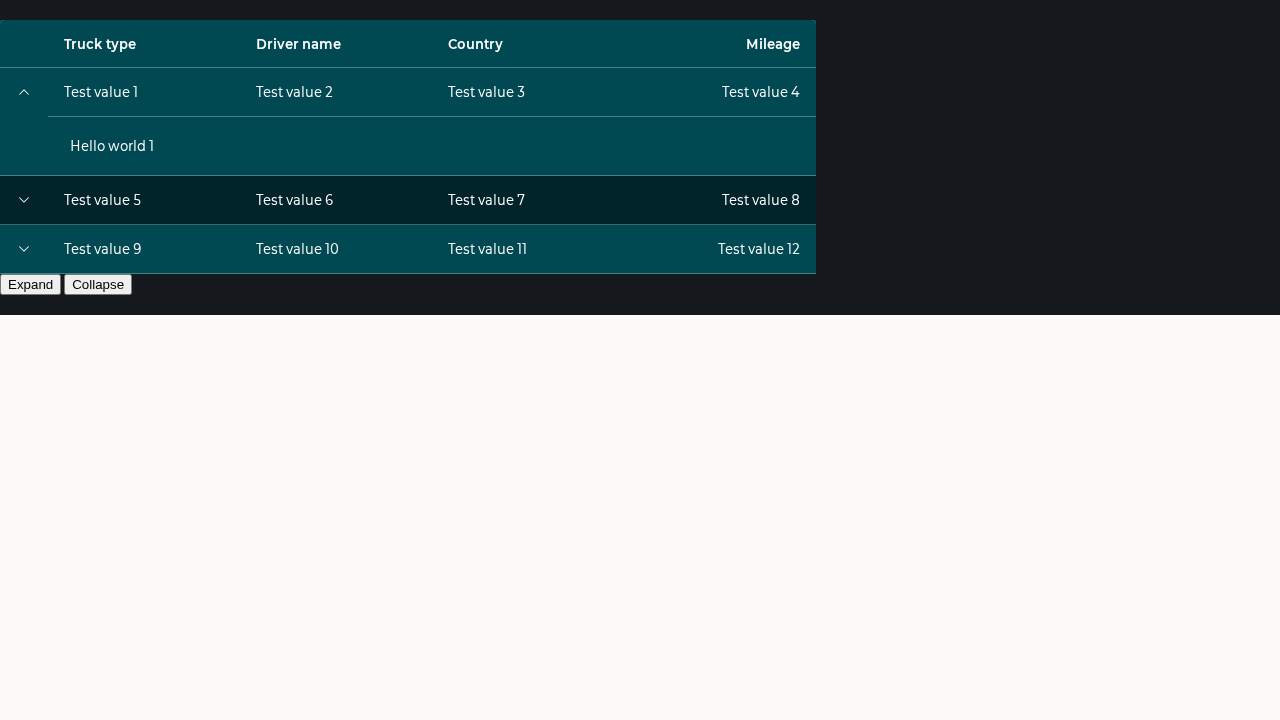 Truck type Driver name Country Mileage
Test value 1 Test value 2 Test value 3 Test value 4
Hello world 1
Test value 5 Test value 6 Test value 7 Test value 8
Test value 9 Test value 10 Test value 11 Test value 12
Expand Collapse